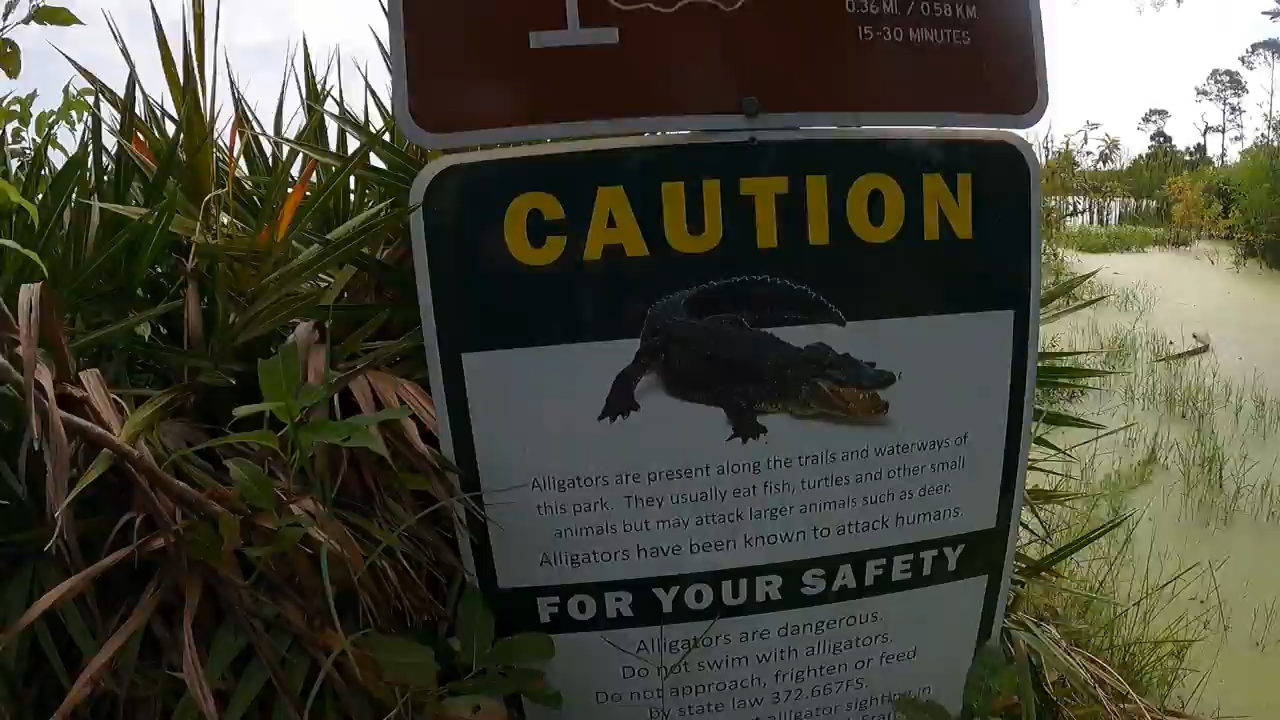 0.36 MI. / 0.58 KM
15-30 MINUTES
CAUTION
Alligators are present along the trails and waterways of
this park. They usually eat fish, turtles and other small
animals but may attack larger animals such as deer.
Alligators have been known to attack humans.
FOR YOUR SAFETY
Alligators are dangerous.
Do not swim with alligators.
Do not approach, frighten or feed
by state law 372.667FS.
alligator sighting in